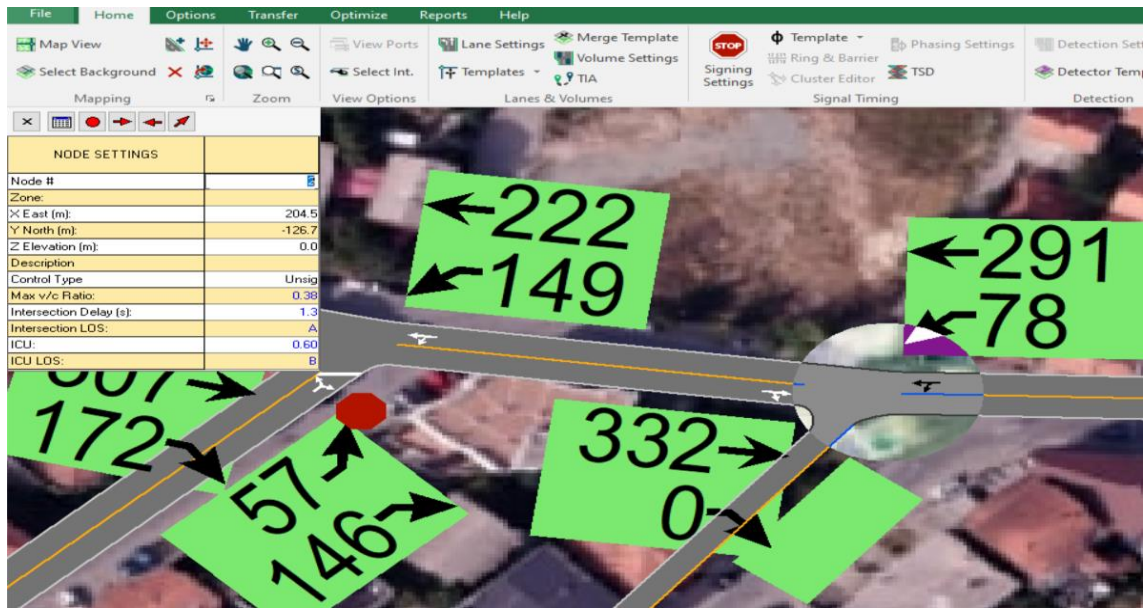 File Home Options Transfer Optimize Reports Help
Map View
Select Background
Mapping
Zoom
View Ports
Select Int.
View Options
Lane Settings
Templates
Merge Template
Volume Settings
TIA
Lanes & Volumes
STOP
Signing
Settings
Φ Template
Ring & Barrier
Cluster Editor
Phasing Settings
TSD
Signal Timing
Detection
NODE SETTINGS
Node #
Zone:
X East (m): 204.5
Y North (m): -126.7
Z Elevation (m): 0.0
Description
Control Type Unsig
Max v/c Ratio: 0.38
Intersection Delay (s): 1.3
Intersection LOS: A
ICU: 0.60
ICU LOS: B
222
149
291
78
172
57
146
332
0